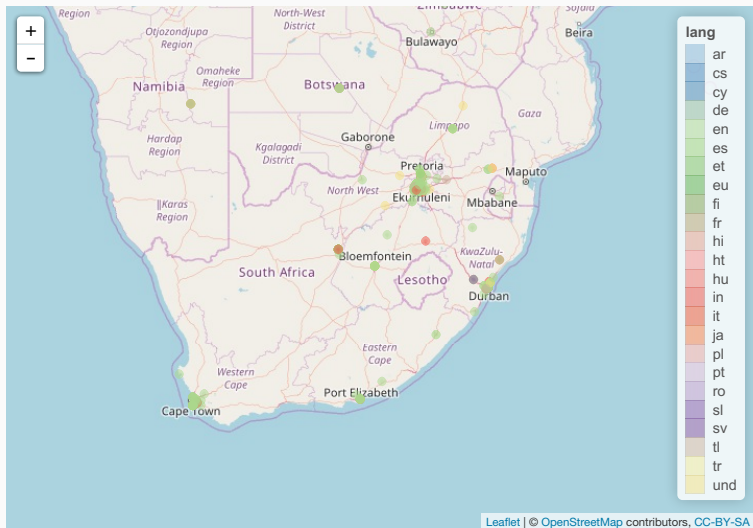 +
-
Region
North-West
District
Zimbabwe
Sofala
Otjozondjupa
Region
Bulawayo
Beira
Omaheke
Region
Namibia
Botswana
Gaza
Limpopo
Hardap
Region
Gaborone
Kgalagadi
District
Pretoria
Maputo
North West
Ekurhuleni
Mbabane
||Karas
Region
KwaZulu-
Natal
Bloemfontein
South Africa
Lesotho
Durban
Eastern
Cape
Western
Cape
Port Elizabeth
Cape Town
lang
ar
cs
cy
de
en
es
et
eu
fi
fr
hi
ht
hu
in
it
ja
pl
pt
ro
sl
sv
tl
tr
und
Leaflet | © OpenStreetMap contributors, CC-BY-SA